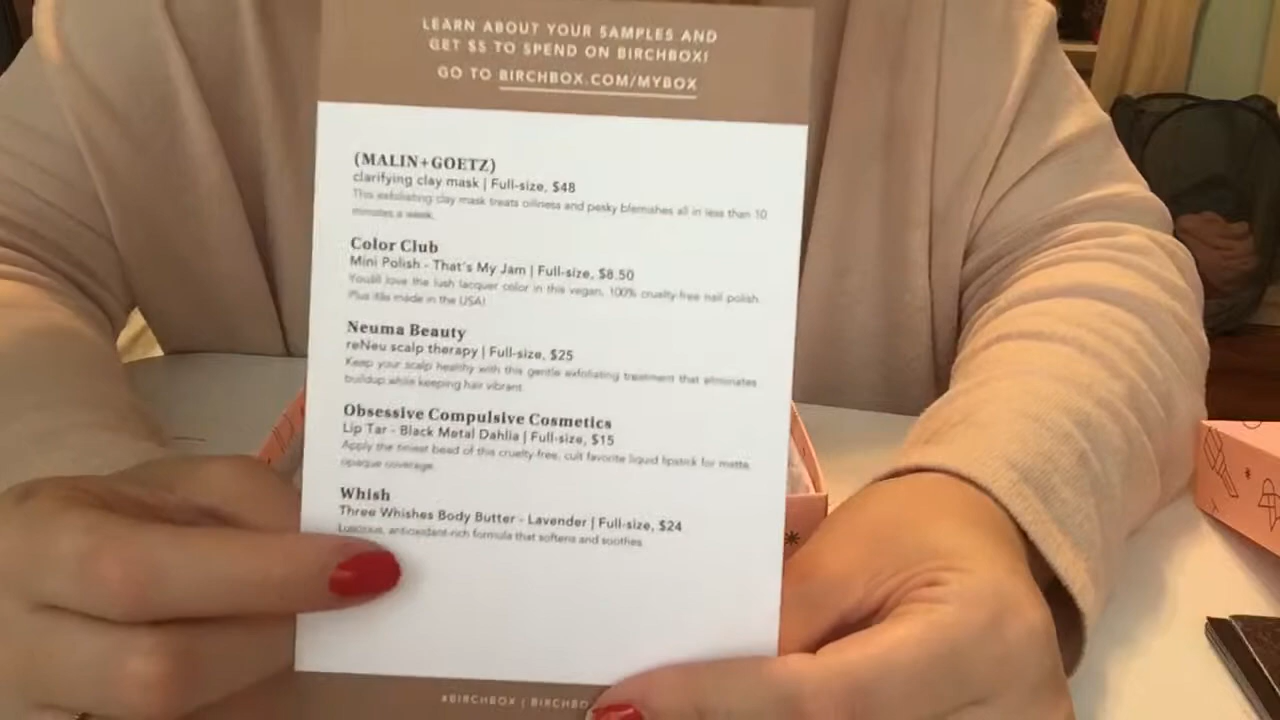 LEARN ABOUT YOUR SAMPLES AND
GET $5 TO SPEND ON BIRCHBOX!
GO TO BIRCHBOX.COM/MYBOX
(MALIN+GOETZ)
clarifying clay mask | Full-size, $48
This exfoliating clay mask treats oiliness and pesky blemishes all in less than 10
minutes a week.
Color Club
Mini Polish - That's My Jam | Full-size, $8.50
love the lush lacquer color in this vegan, 100% cruelty-free nail polish.
Plus made in the USA!
Neuma Beauty
reNeu scalp therapy | Full-size, $25
Keep your scalp healthy with this gentle exfoliating treatment that eliminates
buildup while keeping hair vibrant.
Obsessive Compulsive Cosmetics
Lip Tar - Black Metal Dahlia | Full-size, $15
Apply the tiniest bead of this cruelty-free, cult favorite liquid lipstick for matte,
opaque coverage.
Whish
Three Whishes Body Butter - Lavender | Full-size, $24
Luscious, antioxidant-rich formula that softens and soothes.
#BIRCHBOX | BIRCHBO